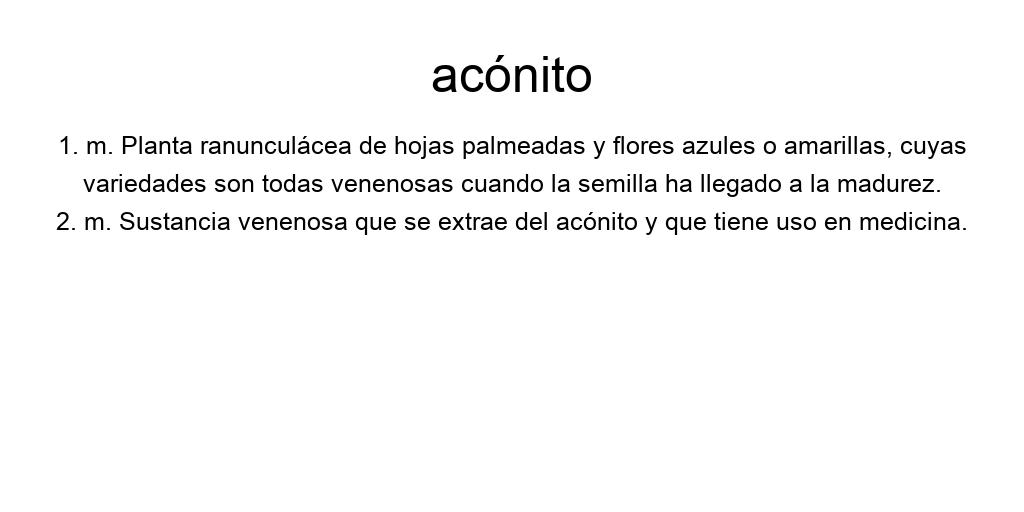 acónito
1. m. Planta ranunculácea de hojas palmeadas y flores azules o amarillas, cuyas
variedades son todas venenosas cuando la semilla ha llegado a la madurez.
2. m. Sustancia venenosa que se extrae del acónito y que tiene uso en medicina.